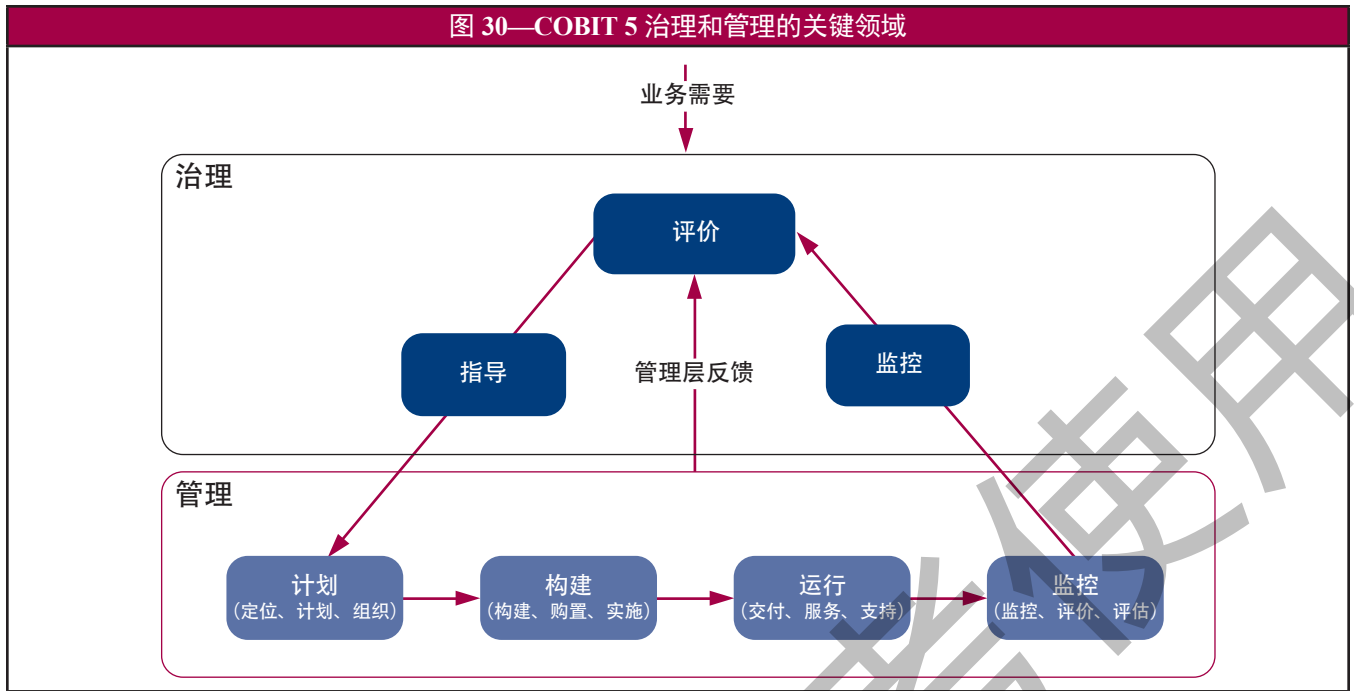 图 30—COBIT 5 治理和管理的关键领域
业务需要
治理
评价
指导
管理层反馈
监控
管理
计划
(定位、计划、组织)
构建
(构建、购置、实施)
运行
(交付、服务、支持)
监控
(监控、评价、评估)
使用